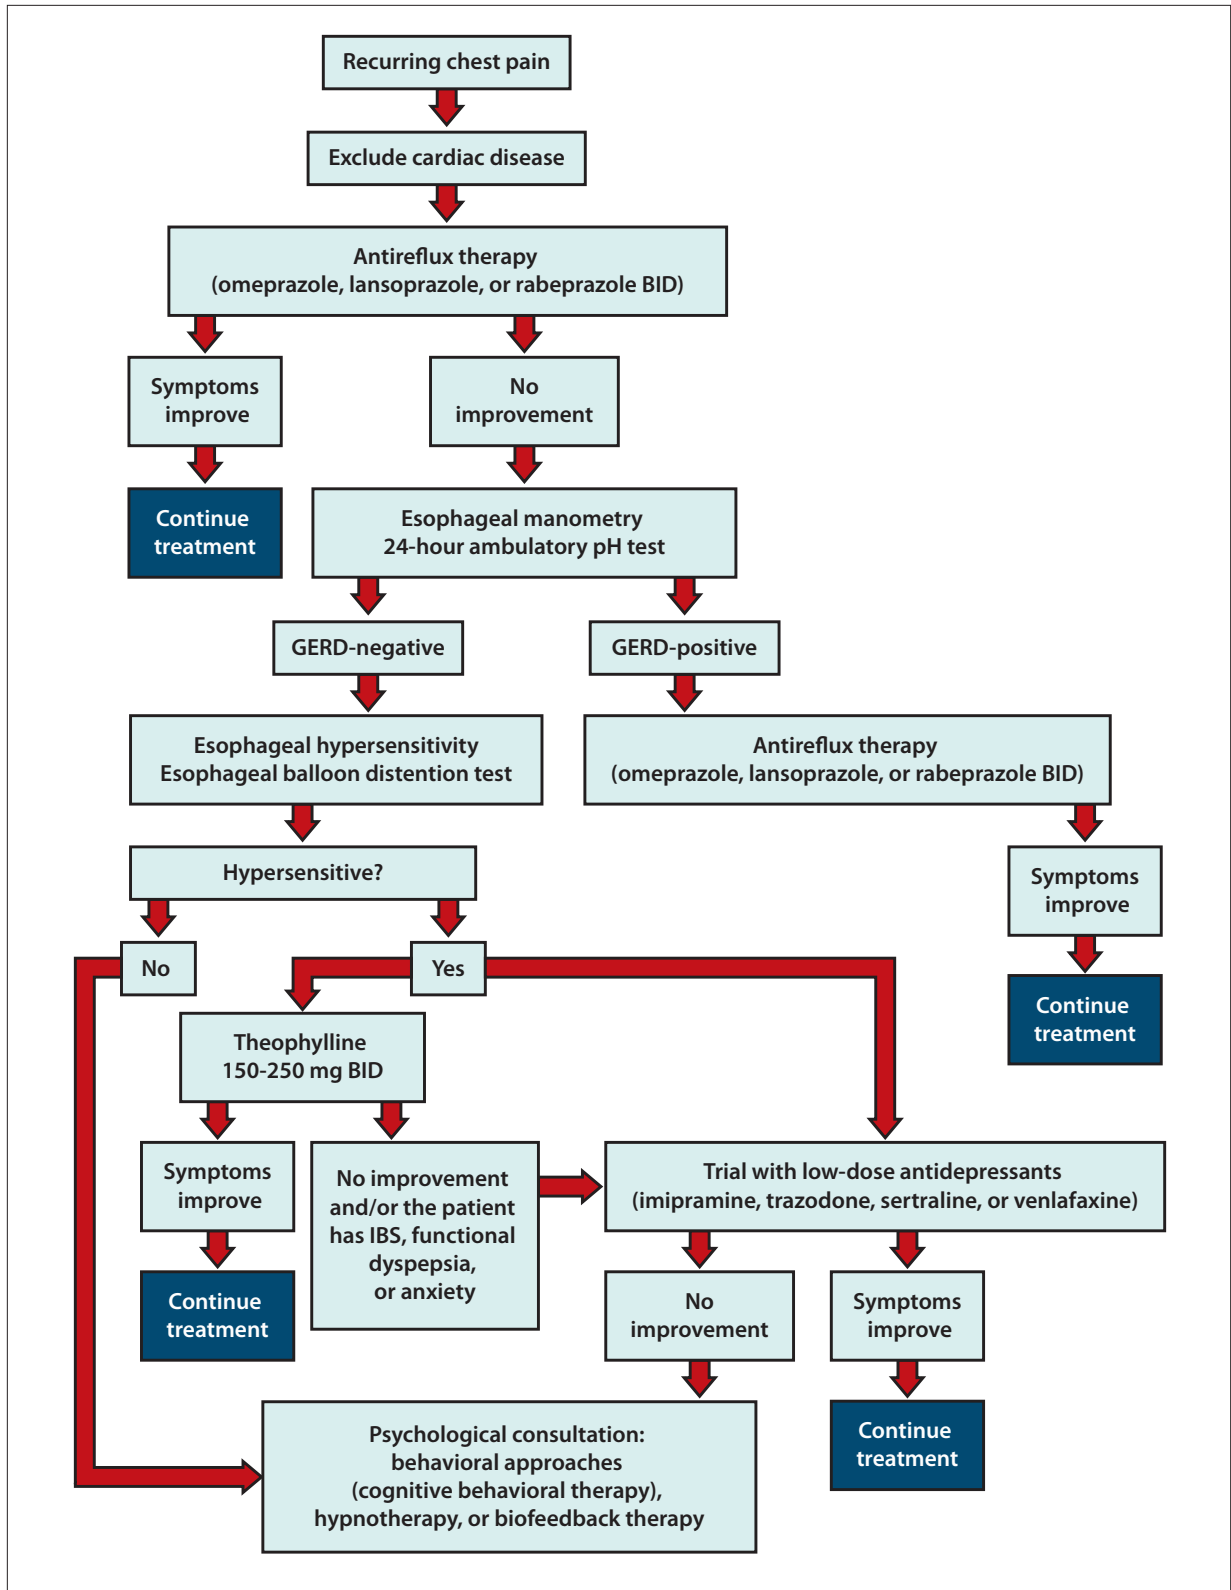 Recurring chest pain
Exclude cardiac disease
Antireflux therapy
(omeprazole, lansoprazole, or rabeprazole BID)
Symptoms
improve
No
improvement
Continue
treatment
Esophageal manometry
24-hour ambulatory pH test
GERD-negative
GERD-positive
Esophageal hypersensitivity
Esophageal balloon distention test
Antireflux therapy
(omeprazole, lansoprazole, or rabeprazole BID)
Hypersensitive?
Symptoms
improve
No
Yes
Continue
treatment
Theophylline
150-250 mg BID
Symptoms
improve
No improvement
and/or the patient
has IBS, functional
dyspepsia,
or anxiety
Trial with low-dose antidepressants
(imipramine, trazodone, sertraline, or venlafaxine)
Continue
treatment
No
improvement
Symptoms
improve
Psychological consultation:
behavioral approaches
(cognitive behavioral therapy),
hypnotherapy, or biofeedback therapy
Continue
treatment